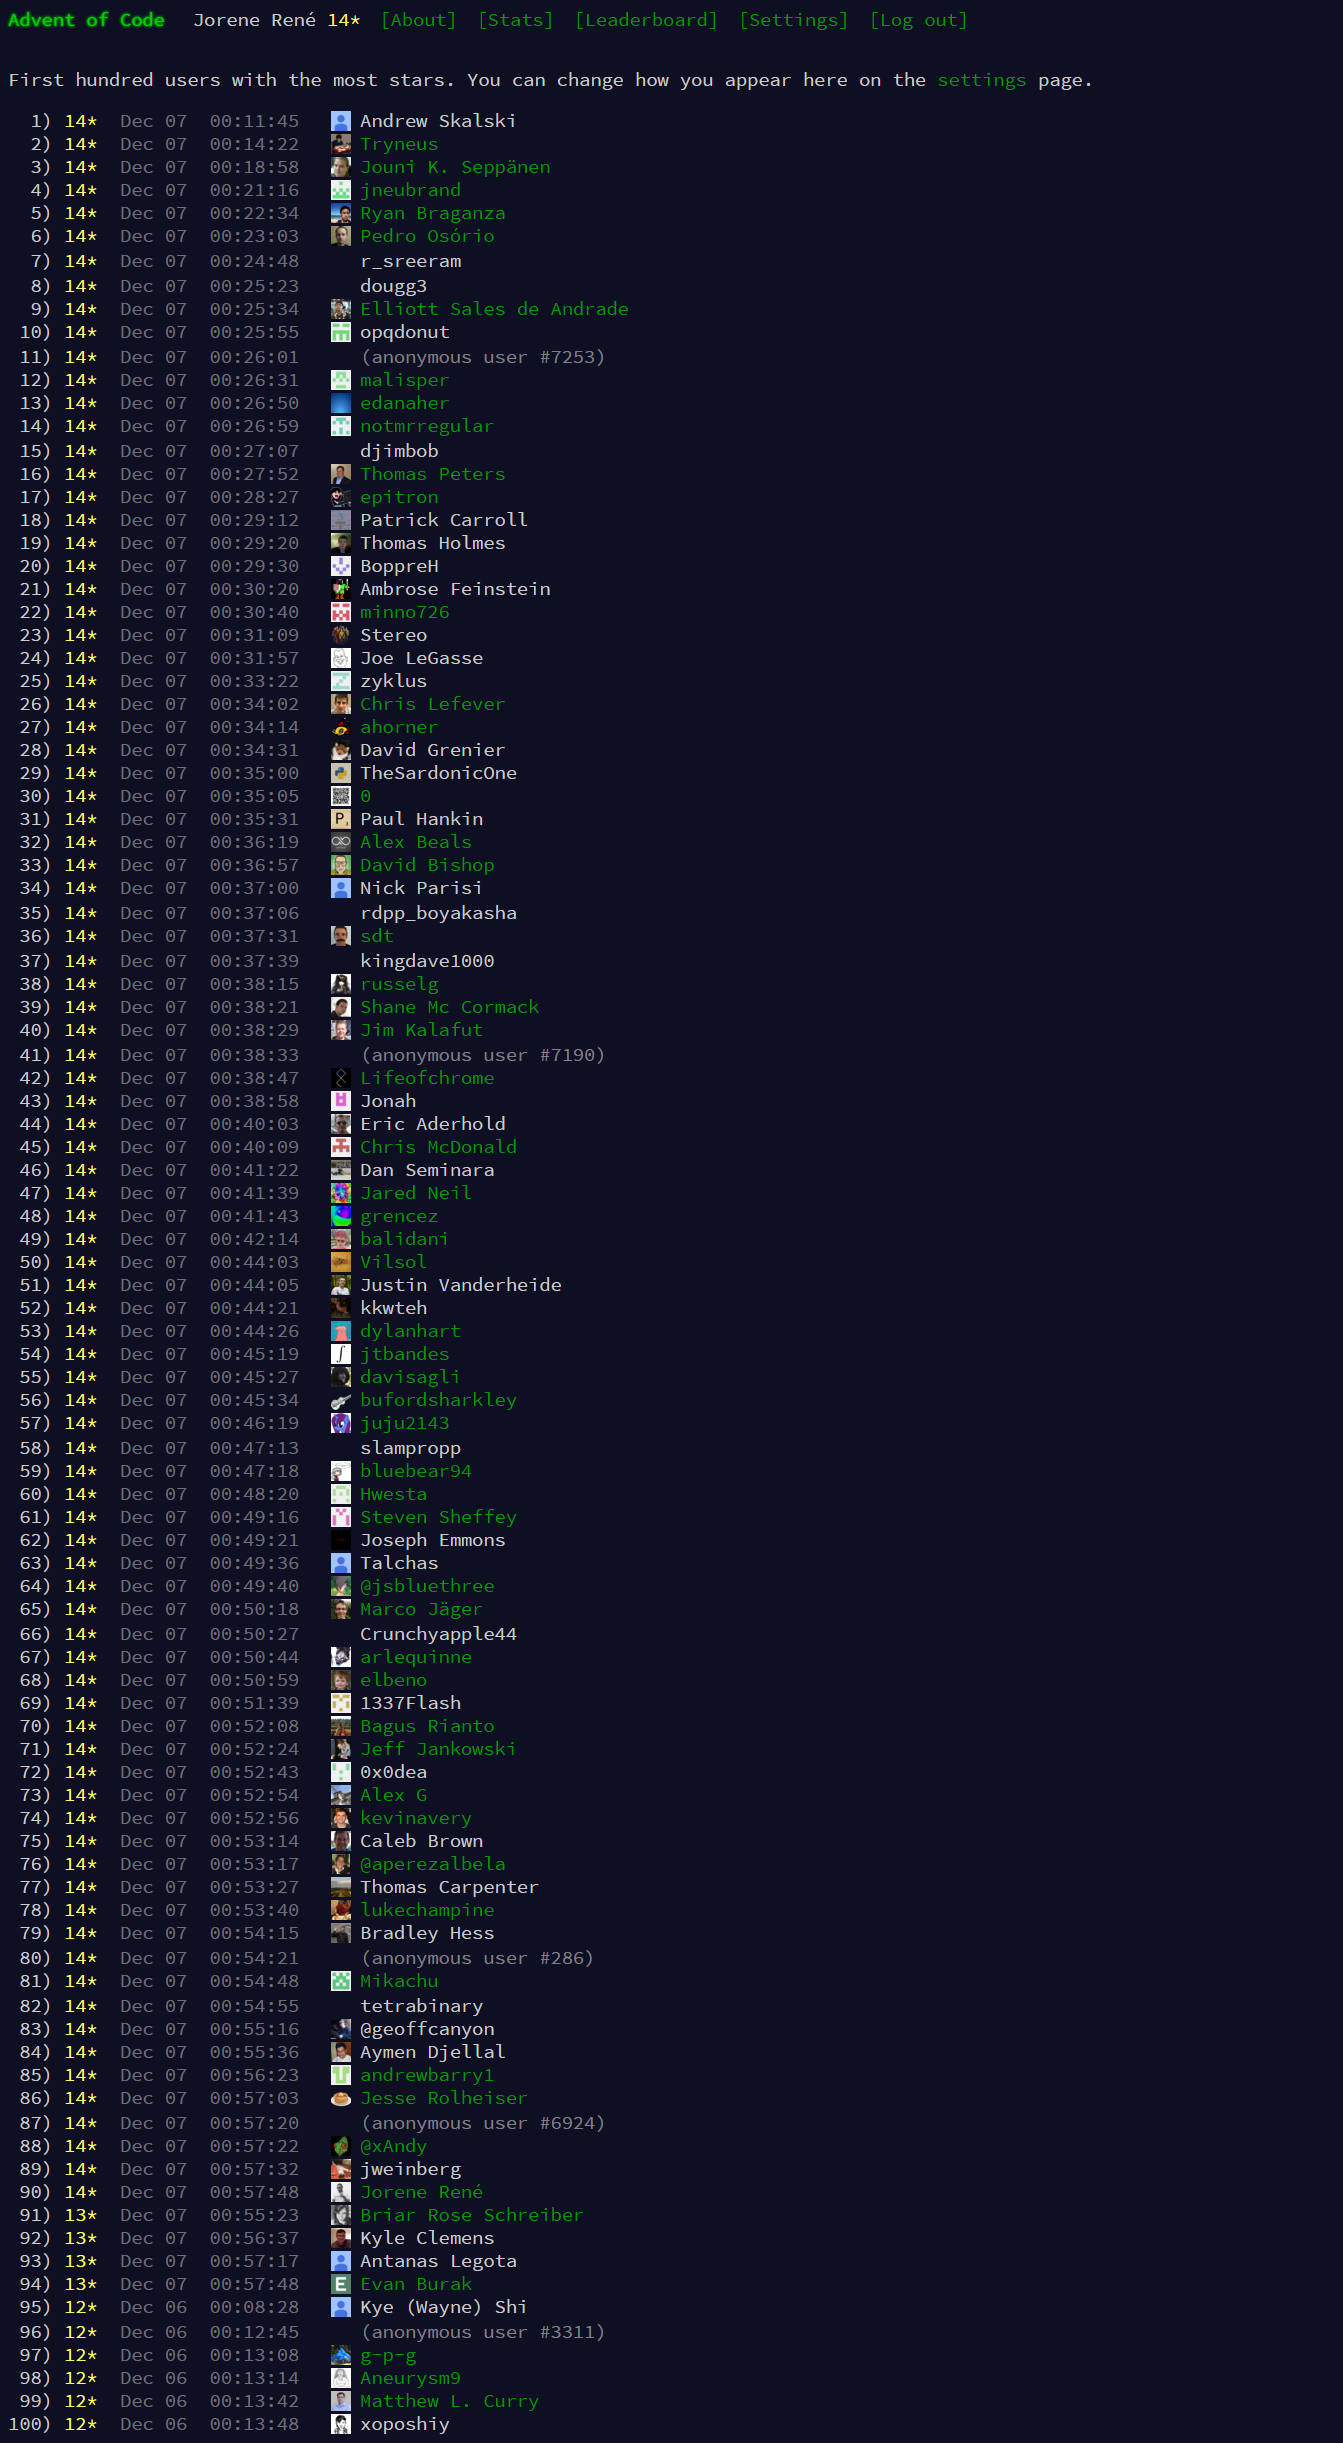 Advent of Code Jorene René 14* [About] [Stats] [Leaderboard] [Settings] [Log out]
First hundred users with the most stars. You can change how you appear here on the settings page.
1) 14* Dec 07 00:11:45 Andrew Skalski
2) 14* Dec 07 00:14:22 Tryneus
3) 14* Dec 07 00:18:58 Jouni K. Seppänen
4) 14* Dec 07 00:21:16 jneubrand
5) 14* Dec 07 00:22:34 Ryan Braganza
6) 14* Dec 07 00:23:03 Pedro Osório
7) 14* Dec 07 00:24:48 r_sreeram
8) 14* Dec 07 00:25:23 dougg3
9) 14* Dec 07 00:25:34 Elliott Sales de Andrade
10) 14* Dec 07 00:25:55 opqdonut
11) 14* Dec 07 00:26:01 (anonymous user #7253)
12) 14* Dec 07 00:26:31 malisper
13) 14* Dec 07 00:26:50 edanaher
14) 14* Dec 07 00:26:59 notmrregular
15) 14* Dec 07 00:27:07 djimbob
16) 14* Dec 07 00:27:52 Thomas Peters
17) 14* Dec 07 00:28:27 epitron
18) 14* Dec 07 00:29:12 Patrick Carroll
19) 14* Dec 07 00:29:20 Thomas Holmes
20) 14* Dec 07 00:29:30 BoppreH
21) 14* Dec 07 00:30:20 Ambrose Feinstein
22) 14* Dec 07 00:30:40 minno726
23) 14* Dec 07 00:31:09 Stereo
24) 14* Dec 07 00:31:57 Joe LeGasse
25) 14* Dec 07 00:33:22 zyklus
26) 14* Dec 07 00:34:02 Chris Lefever
27) 14* Dec 07 00:34:14 ahorner
28) 14* Dec 07 00:34:31 David Grenier
29) 14* Dec 07 00:35:00 TheSardonicOne
30) 14* Dec 07 00:35:05 0
31) 14* Dec 07 00:35:31 Paul Hankin
32) 14* Dec 07 00:36:19 Alex Beals
33) 14* Dec 07 00:36:57 David Bishop
34) 14* Dec 07 00:37:00 Nick Parisi
35) 14* Dec 07 00:37:06 rdpp_boyakasha
36) 14* Dec 07 00:37:31 sdt
37) 14* Dec 07 00:37:39 kingdave1000
38) 14* Dec 07 00:38:15 russelg
39) 14* Dec 07 00:38:21 Shane Mc Cormack
40) 14* Dec 07 00:38:29 Jim Kalafut
41) 14* Dec 07 00:38:33 (anonymous user #7190)
42) 14* Dec 07 00:38:47 Lifeofchrome
43) 14* Dec 07 00:38:58 Jonah
44) 14* Dec 07 00:40:03 Eric Aderhold
45) 14* Dec 07 00:40:09 Chris McDonald
46) 14* Dec 07 00:41:22 Dan Seminara
47) 14* Dec 07 00:41:39 Jared Neil
48) 14* Dec 07 00:41:43 grencez
49) 14* Dec 07 00:42:14 balidani
50) 14* Dec 07 00:44:03 Vilsol
51) 14* Dec 07 00:44:05 Justin Vanderheide
52) 14* Dec 07 00:44:21 kkwteh
53) 14* Dec 07 00:44:26 dylanhart
54) 14* Dec 07 00:45:19 jtbandes
55) 14* Dec 07 00:45:27 davisagli
56) 14* Dec 07 00:45:34 bufordsharkley
57) 14* Dec 07 00:46:19 juju2143
58) 14* Dec 07 00:47:13 slampropp
59) 14* Dec 07 00:47:18 bluebear94
60) 14* Dec 07 00:48:20 Hwesta
61) 14* Dec 07 00:49:16 Steven Sheffey
62) 14* Dec 07 00:49:21 Joseph Emmons
63) 14* Dec 07 00:49:36 Talchas
64) 14* Dec 07 00:49:40 @jsbluethree
65) 14* Dec 07 00:50:18 Marco Jäger
66) 14* Dec 07 00:50:27 Crunchyapple44
67) 14* Dec 07 00:50:44 arlequinne
68) 14* Dec 07 00:50:59 elbeno
69) 14* Dec 07 00:51:39 1337Flash
70) 14* Dec 07 00:52:08 Bagus Rianto
71) 14* Dec 07 00:52:24 Jeff Jankowski
72) 14* Dec 07 00:52:43 0x0dea
73) 14* Dec 07 00:52:54 Alex G
74) 14* Dec 07 00:52:56 kevinavery
75) 14* Dec 07 00:53:14 Caleb Brown
76) 14* Dec 07 00:53:17 @aperezalbela
77) 14* Dec 07 00:53:27 Thomas Carpenter
78) 14* Dec 07 00:53:40 lukechampine
79) 14* Dec 07 00:54:15 Bradley Hess
80) 14* Dec 07 00:54:21 (anonymous user #286)
81) 14* Dec 07 00:54:48 Mikachu
82) 14* Dec 07 00:54:55 tetrabinary
83) 14* Dec 07 00:55:16 @geoffcanyon
84) 14* Dec 07 00:55:36 Aymen Djellal
85) 14* Dec 07 00:56:23 andrewbarry1
86) 14* Dec 07 00:57:03 Jesse Rolheiser
87) 14* Dec 07 00:57:20 (anonymous user #6924)
88) 14* Dec 07 00:57:22 @xAndy
89) 14* Dec 07 00:57:32 jweinberg
90) 14* Dec 07 00:57:48 Jorene René
91) 13* Dec 07 00:55:23 Briar Rose Schreiber
92) 13* Dec 07 00:56:37 Kyle Clemens
93) 13* Dec 07 00:57:17 Antanas Legota
94) 13* Dec 07 00:57:48 Evan Burak
95) 12* Dec 06 00:08:28 Kye (Wayne) Shi
96) 12* Dec 06 00:12:45 (anonymous user #3311)
97) 12* Dec 06 00:13:08 g-p-g
98) 12* Dec 06 00:13:14 Aneurysm9
99) 12* Dec 06 00:13:42 Matthew L. Curry
100) 12* Dec 06 00:13:48 xoposhiy